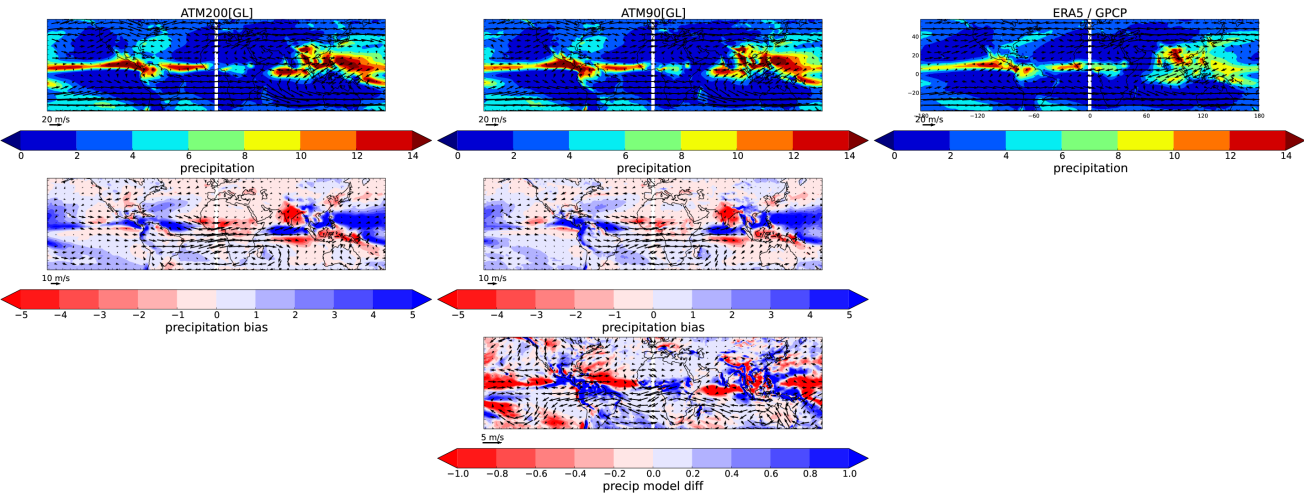 ATM200[GL]
ATM90[GL]
ERA5 / GPCP
40
20
0
−20
−120
−60
0
60
120
180
20 m/s
20 m/s
20 m/s
0 2 4 6 8 10 12 14
0 2 4 6 8 10 12 14
0 2 4 6 8 10 12 14
precipitation
precipitation
precipitation
10 m/s
10 m/s
−5 −4 −3 −2 −1 0 1 2 3 4 5
−5 −4 −3 −2 −1 0 1 2 3 4 5
precipitation bias
precipitation bias
5 m/s
−1.0 −0.8 −0.6 −0.4 −0.2 0.0 0.2 0.4 0.6 0.8 1.0
precip model diff